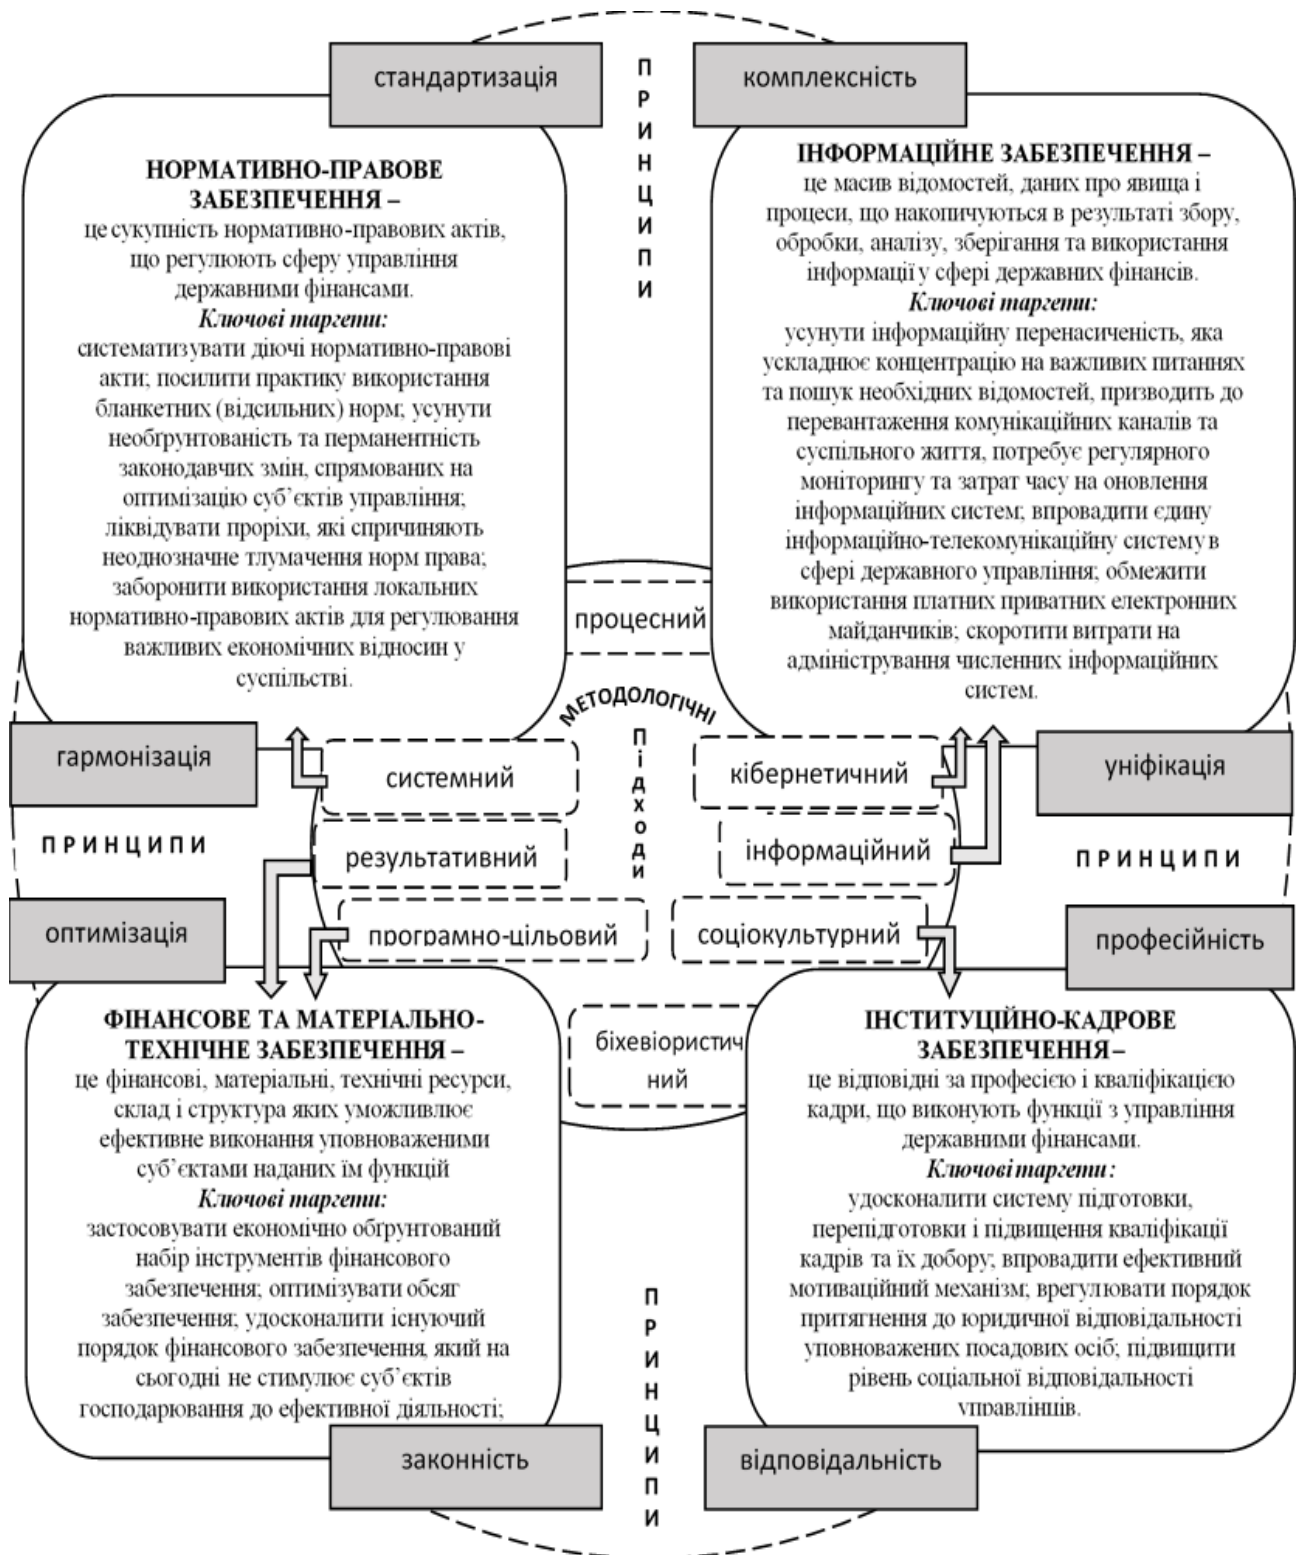 стандартизація
ПРИНЦИПИ
комплексність
НОРМАТИВНО-ПРАВОВЕ
ЗАБЕЗПЕЧЕННЯ –
це сукупність нормативно-правових актів,
що регулюють сферу управління
державними фінансами.
Ключові таргети:
систематизувати діючі нормативно-правові
акти; посилити практику використання
бланкетних (відсильних) норм; усунути
необґрунтованість та перманентність
законодавчих змін, спрямованих на
оптимізацію суб’єктів управління;
ліквідувати проріхи, які спричиняють
неоднозначне тлумачення норм права;
заборонити використання локальних
нормативно-правових актів для регулювання
важливих економічних відносин у
суспільстві.
ІНФОРМАЦІЙНЕ ЗАБЕЗПЕЧЕННЯ –
це масив відомостей, даних про явища і
процеси, що накопичуються в результаті збору,
обробки, аналізу, зберігання та використання
інформації у сфері державних фінансів.
Ключові таргети:
усунути інформаційну перенасиченість, яка
ускладнює концентрацію на важливих питаннях
та пошук необхідних відомостей, призводить до
перевантаження комунікаційних каналів та
суспільного життя, потребує регулярного
моніторингу та затрат часу на оновлення
інформаційних систем; впровадити єдину
інформаційно-телекомунікаційну систему в
сфері державного управління; обмежити
використання платних приватних електронних
майданчиків; скоротити витрати на
адміністрування численних інформаційних
систем.
процесний
МЕТОДОЛОГІЧНІ
підходи
гармонізація
системний
кібернетичний
уніфікація
ПРИНЦИПИ
результативний
інформаційний
ПРИНЦИПИ
оптимізація
програмно-цільовий
соціокультурний
професійність
біхевіористич
ний
ФІНАНСОВЕ ТА МАТЕРІАЛЬНО-
ТЕХНІЧНЕ ЗАБЕЗПЕЧЕННЯ –
це фінансові, матеріальні, технічні ресурси,
склад і структура яких уможливлює
ефективне виконання уповноваженими
суб’єктами наданих їм функцій
Ключові таргети:
застосовувати економічно обґрунтований
набір інструментів фінансового
забезпечення; оптимізувати обсяг
забезпечення; удосконалити існуючий
порядок фінансового забезпечення, який на
сьогодні не стимулює суб’єктів
господарювання до ефективної діяльності;
ІНСТИТУЦІЙНО-КАДРОВЕ
ЗАБЕЗПЕЧЕННЯ –
це відповідні за професією і кваліфікацією
кадри, що виконують функції з управління
державними фінансами.
Ключові таргети:
удосконалити систему підготовки,
перепідготовки і підвищення кваліфікації
кадрів та їх добору; впровадити ефективний
мотиваційний механізм; врегулювати порядок
притягнення до юридичної відповідальності
уповноважених посадових осіб; підвищити
рівень соціальної відповідальності
управлінців.
законність
ПРИНЦИПИ
відповідальність